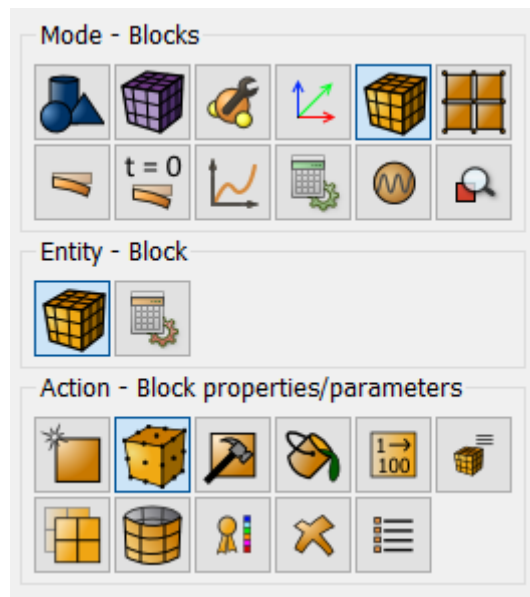 Mode - Blocks
t = 0
Entity - Block
Action - Block properties/parameters
1→
100